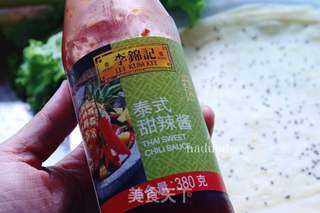 李錦記
LEE KUM KEE
泰式
甜辣酱
THAI SWEET
CHILI SAUCE
380克
美食天下